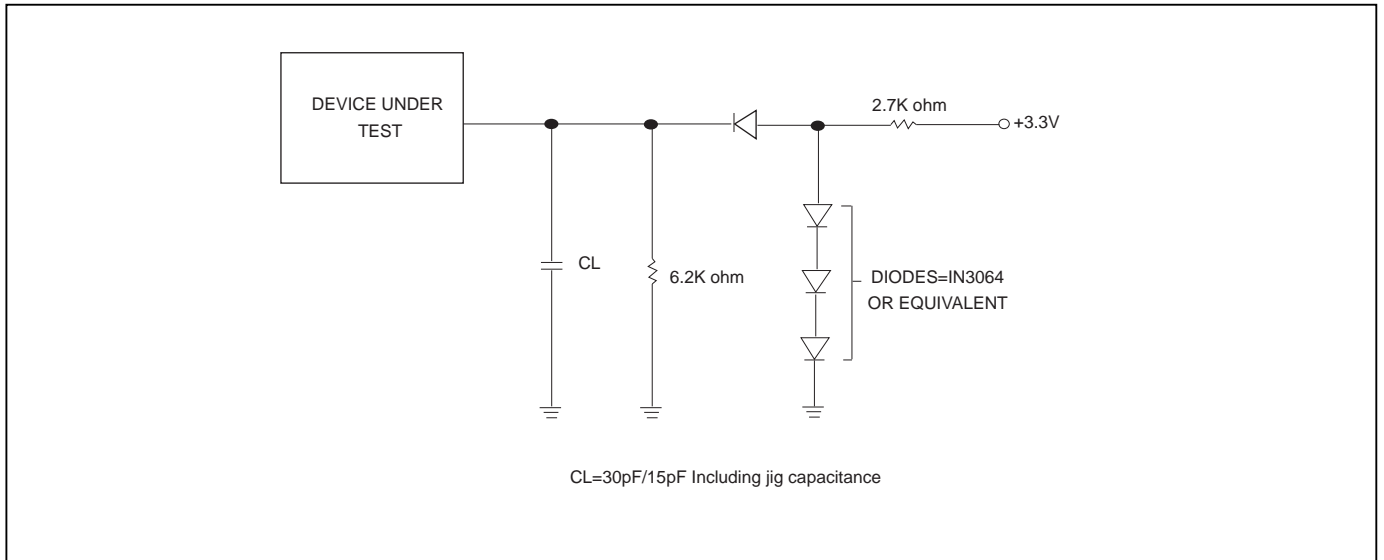 DEVICE UNDER
TEST
2.7K ohm
+3.3V
CL
6.2K ohm
DIODES=IN3064
OR EQUIVALENT
CL=30pF/15pF Including jig capacitance